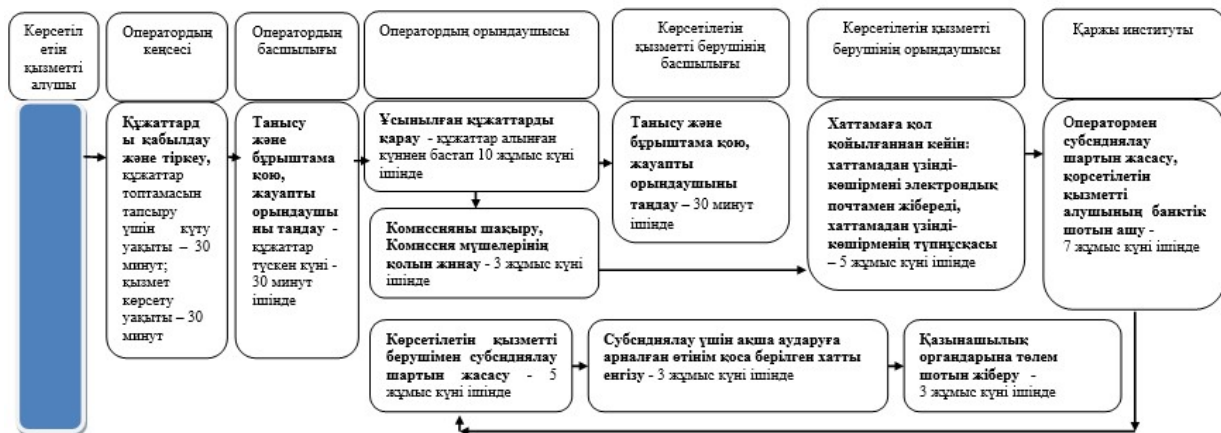 Көрсетіл
етін
қызметті
алушы
Оператордың
кеңсесі
Оператордың
басшылығы
Оператордың орындаушысы
Көрсетілетін
қызметті берушінің
басшылығы
Көрсетілетін қызметті
берушінің орындаушысы
Қаржы институты
Құжаттард
ы қабылдау
және тіркеу,
құжаттар
топтамасын
тапсыру
үшін күту
уақыты – 30
минут;
қызмет
көрсету
уақыты – 30
минут
Танысу
және
бұрыштама
қою,
жауапты
орындаушы
ны таңдау -
құжаттар
түскен күні -
30 минут
ішінде
Ұсынылған құжаттарды
қарау - құжаттар алынған
күннен бастап 10 жұмыс күні
ішінде
Комиссияны шақыру,
Комиссия мүшелерінің
қолын жинау - 3 жұмыс күні
ішінде
Танысу және
бұрыштама қою,
жауапты
орындаушыны
таңдау – 30 минут
ішінде
Хаттамаға қол
қойылғаннан кейін:
хаттамадан үзінді-
көшірмені электрондық
почтамен жібереді,
хаттамадан үзінді-
көшірменің түпнұсқасы
– 5 жұмыс күні ішінде
Оператормен
субсидиялау
шартын жасасу,
қорсетілетін
қызметті
алушының банктік
шотын ашу -
7 жұмыс күні ішінде
Көрсетілетін қызметті
берушімен субсидиялау
шартын жасасу - 5
жұмыс күні ішінде
Субсидиялау үшін ақша аударуға
арналған өтінім қоса берілген хатты
енгізу - 3 жұмыс күні ішінде
Қазынашылық
органдарына төлем
шотын жіберу -
3 жұмыс күні ішінде